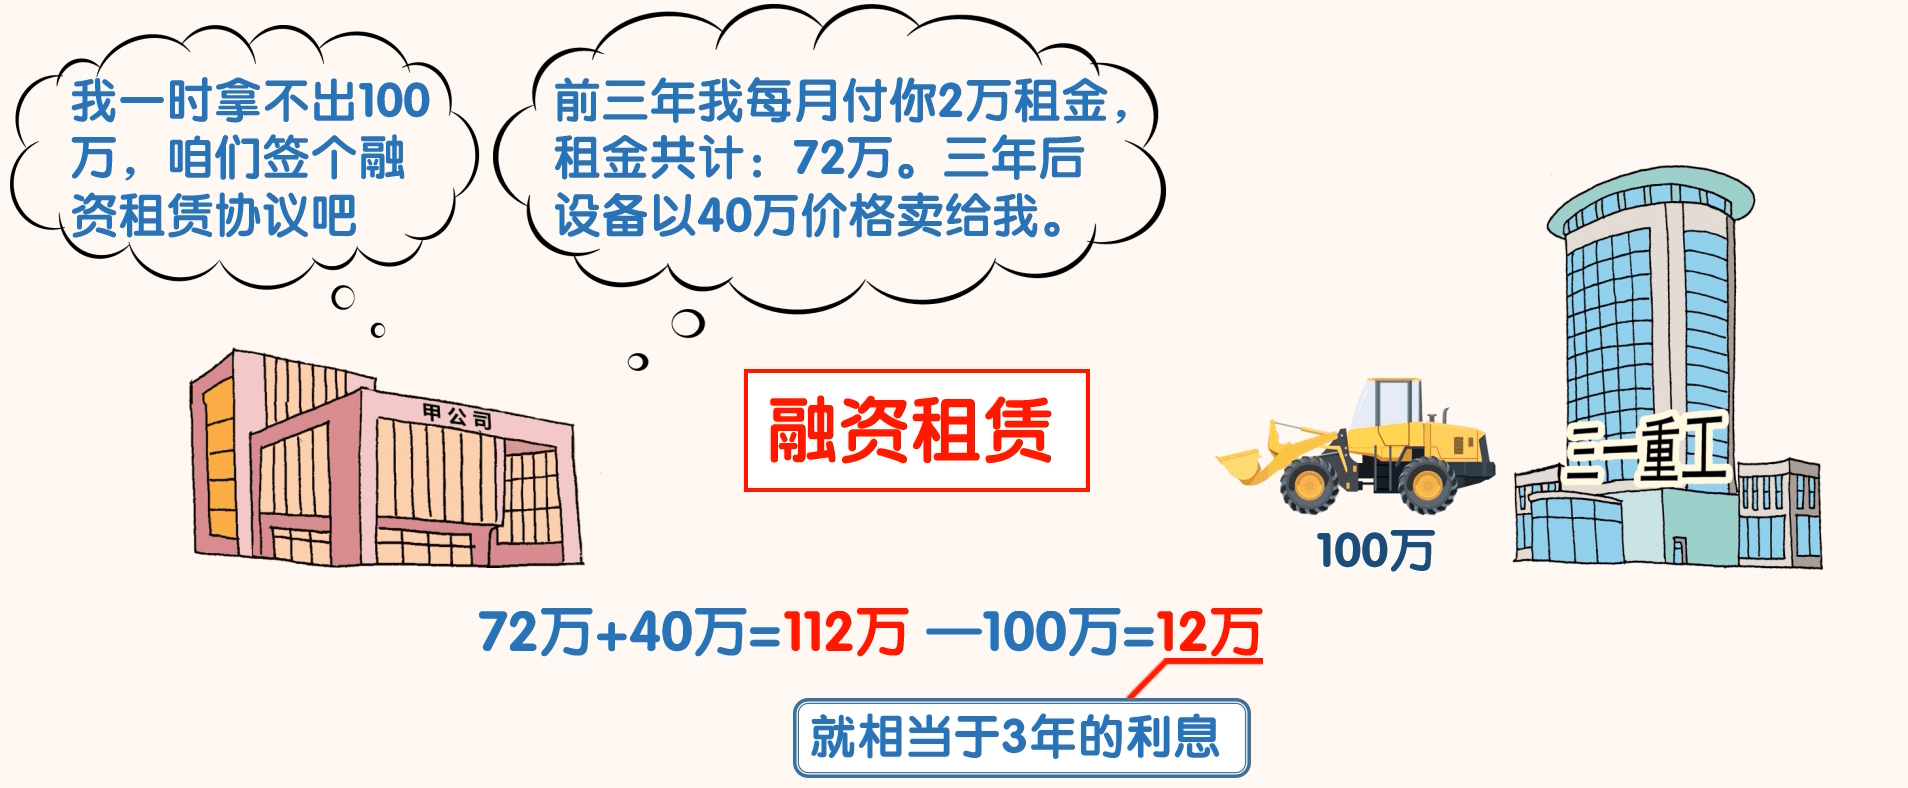 我一时拿不出100
万，咱们签个融
资租赁协议吧
前三年我每月付你2万租金，
租金共计：72万。三年后
设备以40万价格卖给我。
甲公司
融资租赁
三一重工
100万
72万+40万=112万 —100万=12万
就相当于3年的利息